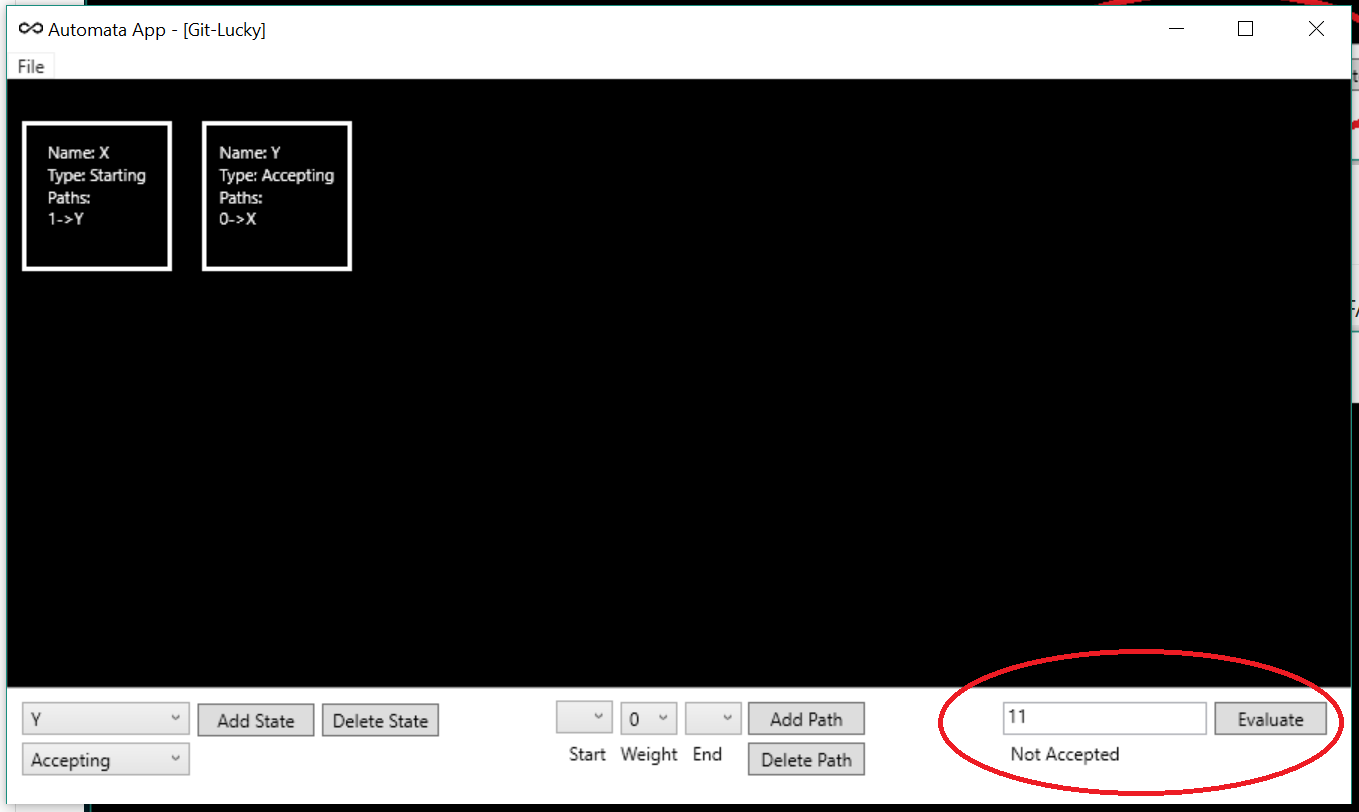 Automata App - [Git-Lucky]
File
Name: X
Type: Starting
Paths:
1->Y
Name: Y
Type: Accepting
Paths:
0->X
Y
Add State
Delete State
0
Add Path
11
Evaluate
Accepting
Start
Weight
End
Delete Path
Not Accepted